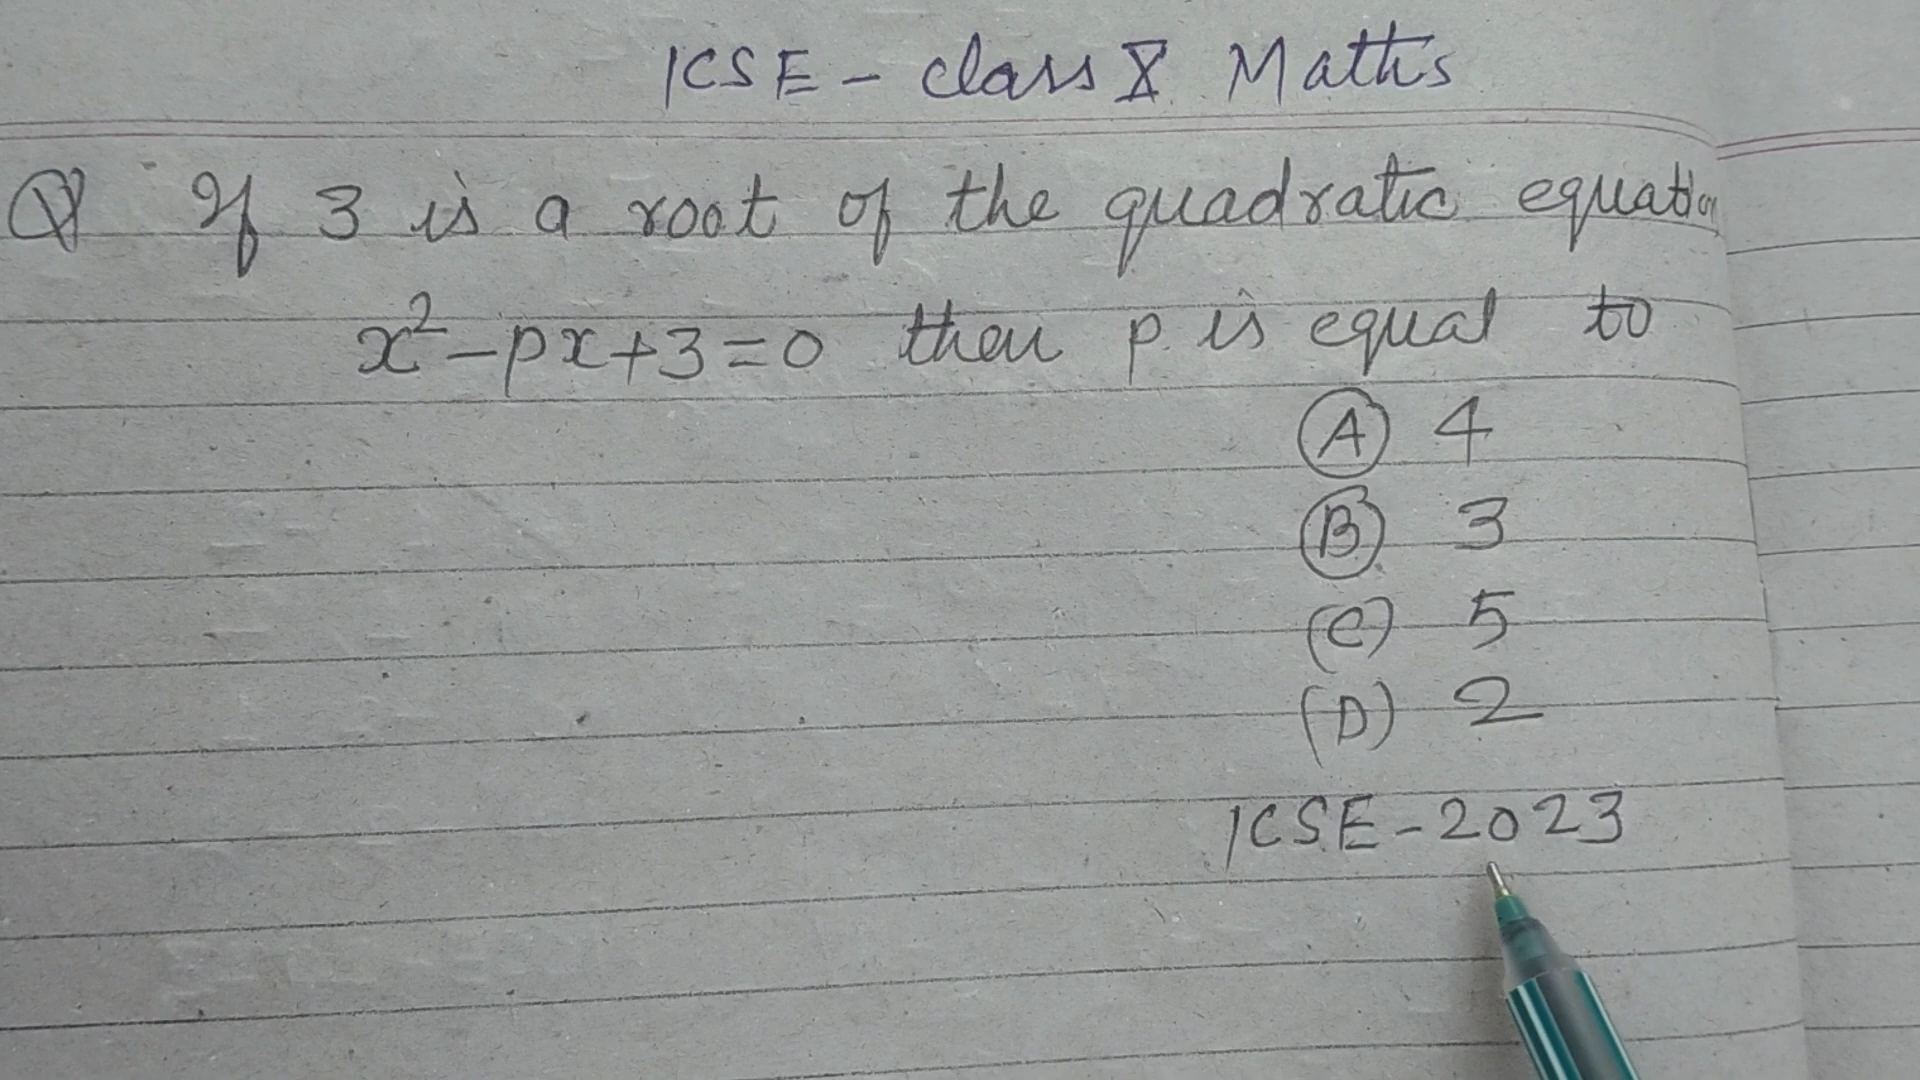 ICSE - class X Maths
Q If 3 is a root of the quadratic equation
x² - px + 3 = 0 then p is equal to
(A) 4
(B) 3
(C) 5
(D) 2
ICSE - 2023